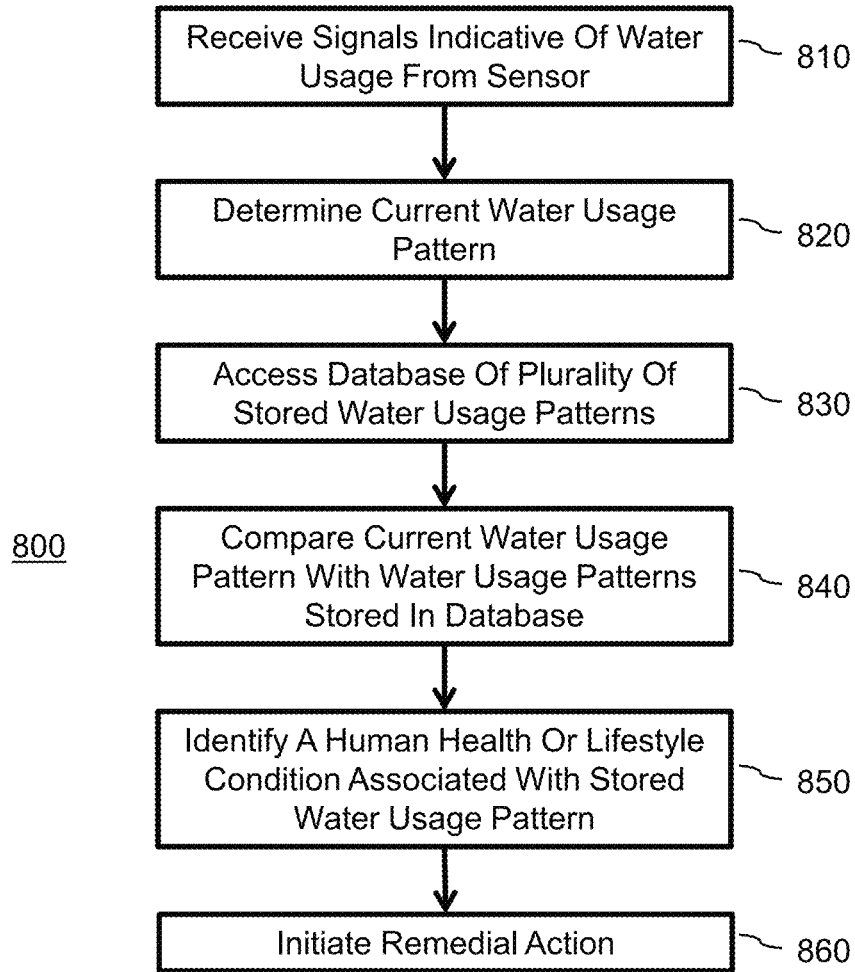 Receive Signals Indicative Of Water
Usage From Sensor
810
Determine Current Water Usage
Pattern
820
Access Database Of Plurality Of
Stored Water Usage Patterns
830
800
Compare Current Water Usage
Pattern With Water Usage Patterns
Stored In Database
840
Identify A Human Health Or Lifestyle
Condition Associated With Stored
Water Usage Pattern
850
Initiate Remedial Action
860